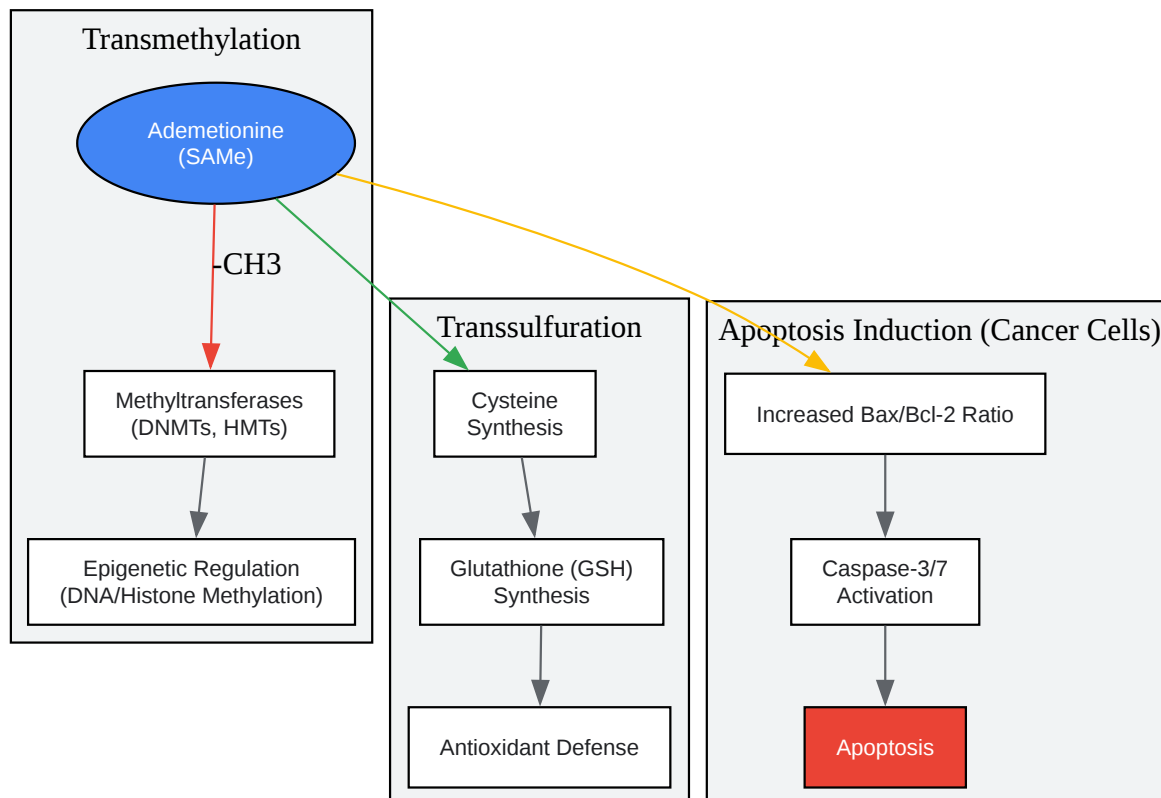 Transmethylation
Ademetionine
(SAMe)
-CH3
Methyltransferases
(DNMTs, HMTs)
Epigenetic Regulation
(DNA/Histone Methylation)
Transsulfuration
Cysteine
Synthesis
Glutathione (GSH)
Synthesis
Antioxidant Defense
Apoptosis Induction (Cancer Cells)
Increased Bax/Bcl-2 Ratio
Caspase-3/7
Activation
Apoptosis